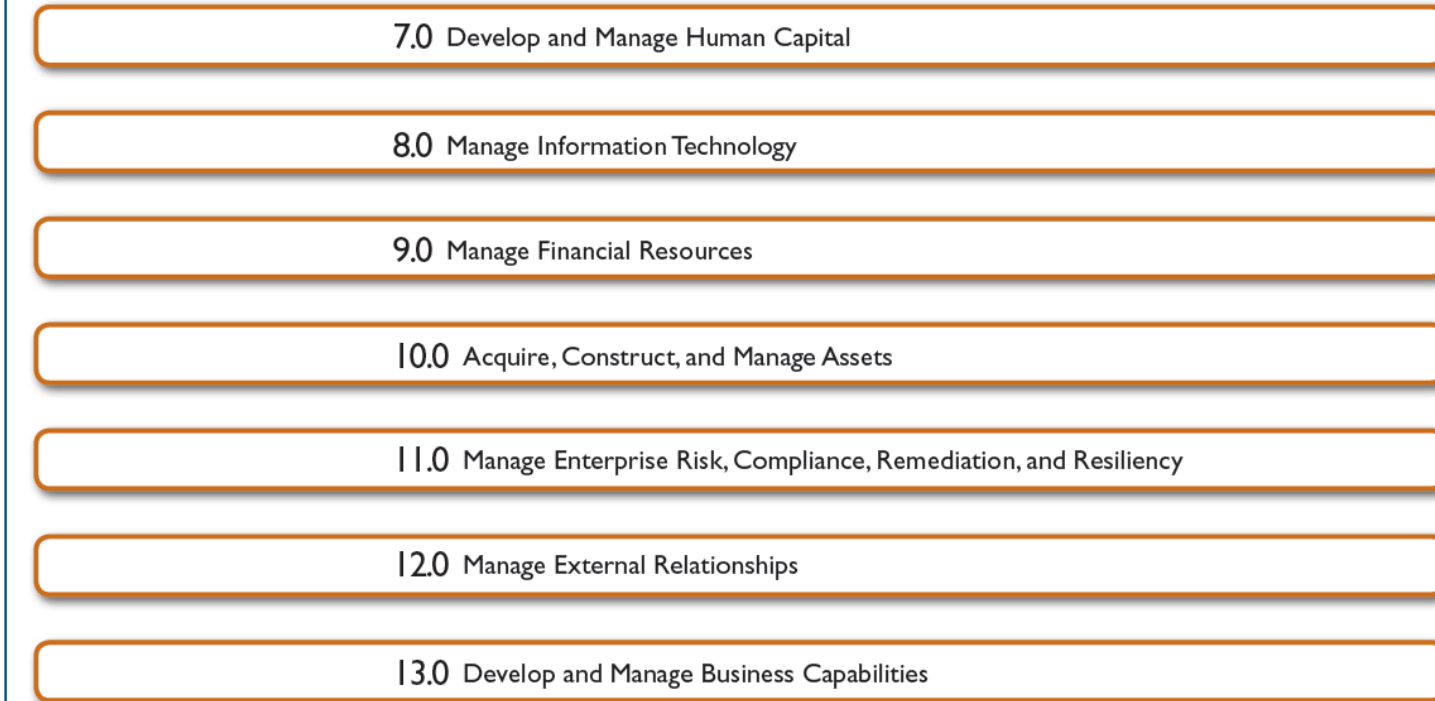 7.0 Develop and Manage Human Capital
8.0 Manage Information Technology
9.0 Manage Financial Resources
10.0 Acquire, Construct, and Manage Assets
11.0 Manage Enterprise Risk, Compliance, Remediation, and Resiliency
12.0 Manage External Relationships
13.0 Develop and Manage Business Capabilities